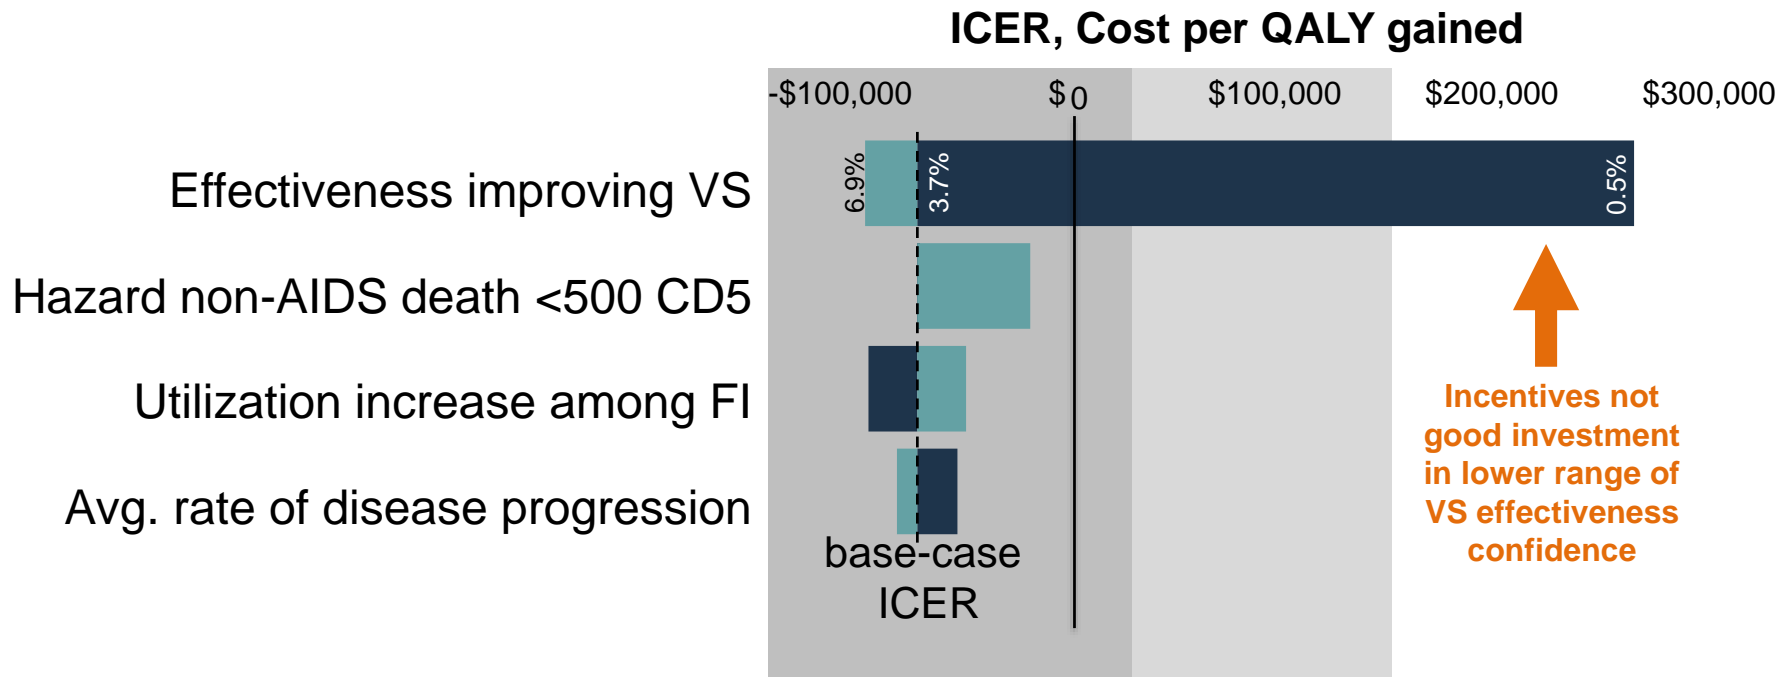 ICER, Cost per QALY gained
-$100,000 $0 $100,000 $200,000 $300,000
Effectiveness improving VS
6.9%
3.7%
0.5%
Hazard non-AIDS death <500 CD5
Utilization increase among FI
Avg. rate of disease progression
base-case
ICER
Incentives not
good investment
in lower range of
VS effectiveness
confidence